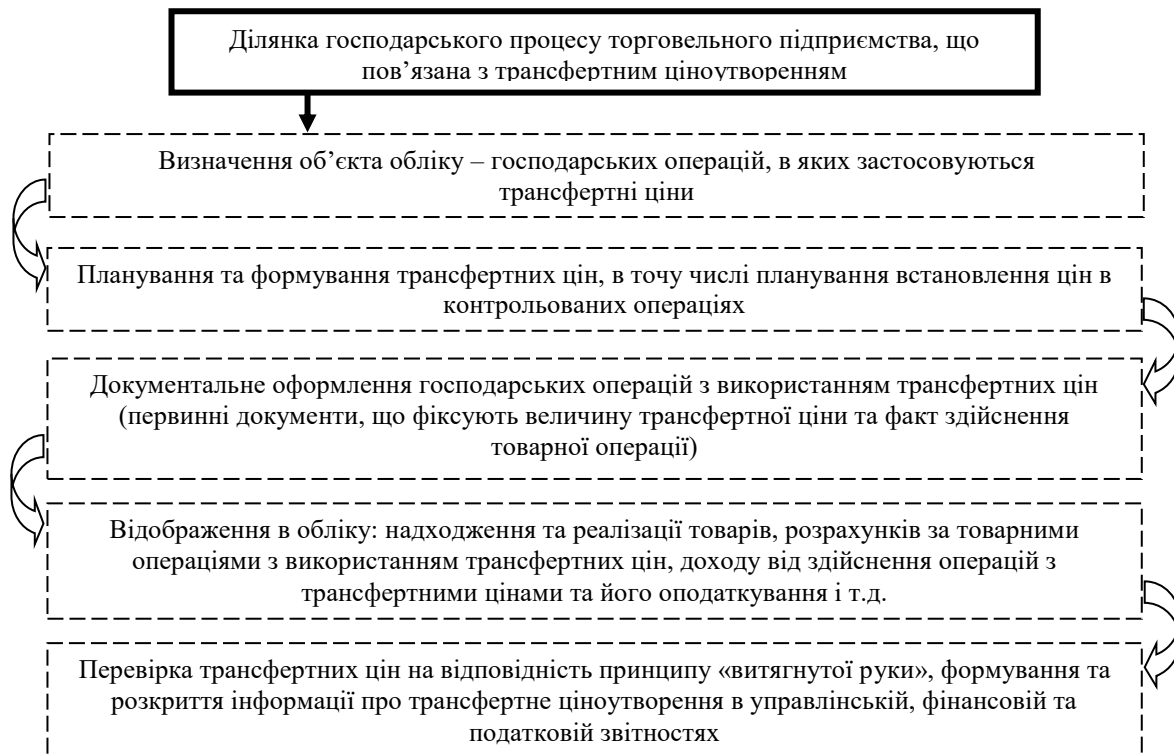 Ділянка господарського процесу торговельного підприємства, що
пов’язана з трансфертним ціноутворенням
Визначення об’єкта обліку – господарських операцій, в яких застосовуються
трансфертні ціни
Планування та формування трансфертних цін, в точу числі планування встановлення цін в
контрольованих операціях
Документальне оформлення господарських операцій з використанням трансфертних цін
(первинні документи, що фіксують величину трансфертної ціни та факт здійснення
товарної операції)
Відображення в обліку: надходження та реалізації товарів, розрахунків за товарними
операціями з використанням трансфертних цін, доходу від здійснення операцій з
трансфертними цінами та його оподаткування і т.д.
Перевірка трансфертних цін на відповідність принципу «витягнутої руки», формування та
розкриття інформації про трансфертне ціноутворення в управлінській, фінансовій та
податковій звітностях